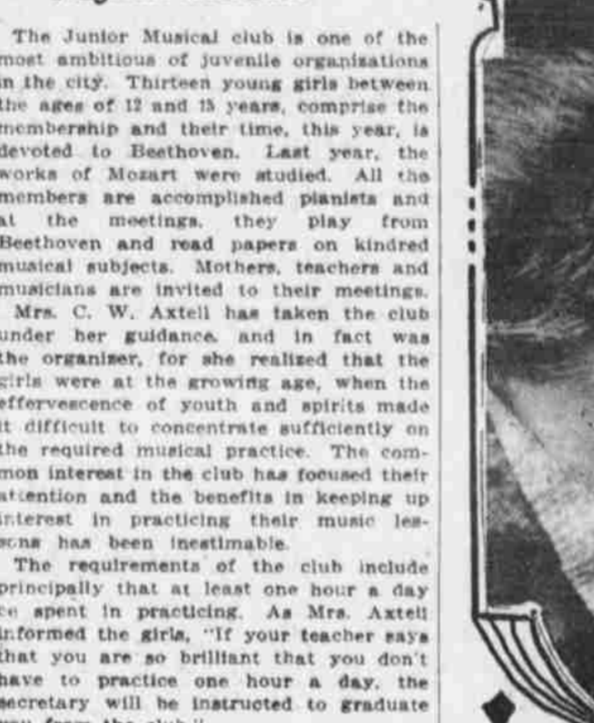 The Junior Musical club is one of the
most ambitious of juvenile organizations
in the city. Thirteen young girls between
the ages of 12 and 15 years, comprise the
membership and their time, this year, is
devoted to Beethoven. Last year, the
works of Mozart were studied. All the
members are accomplished pianists and
at the meetings, they play from
Beethoven and read papers on kindred
musical subjects. Mothers, teachers and
musicians are invited to their meetings.
Mrs. C. W. Axtell has taken the club
under her guidance, and in fact was
the organizer, for she realized that the
girls were at the growing age, when the
effervescence of youth and spirits made
it difficult to concentrate sufficiently on
the required musical practice. The com-
mon interest in the club has focused their
attention and the benefits in keeping up
interest in practicing their music les-
sons has been inestimable.
The requirements of the club include
principally that at least one hour a day
be spent in practicing. As Mrs. Axtell
informed the girls, "If your teacher says
that you are so brilliant that you don't
have to practice one hour a day, the
secretary will be instructed to graduate
you from the club."